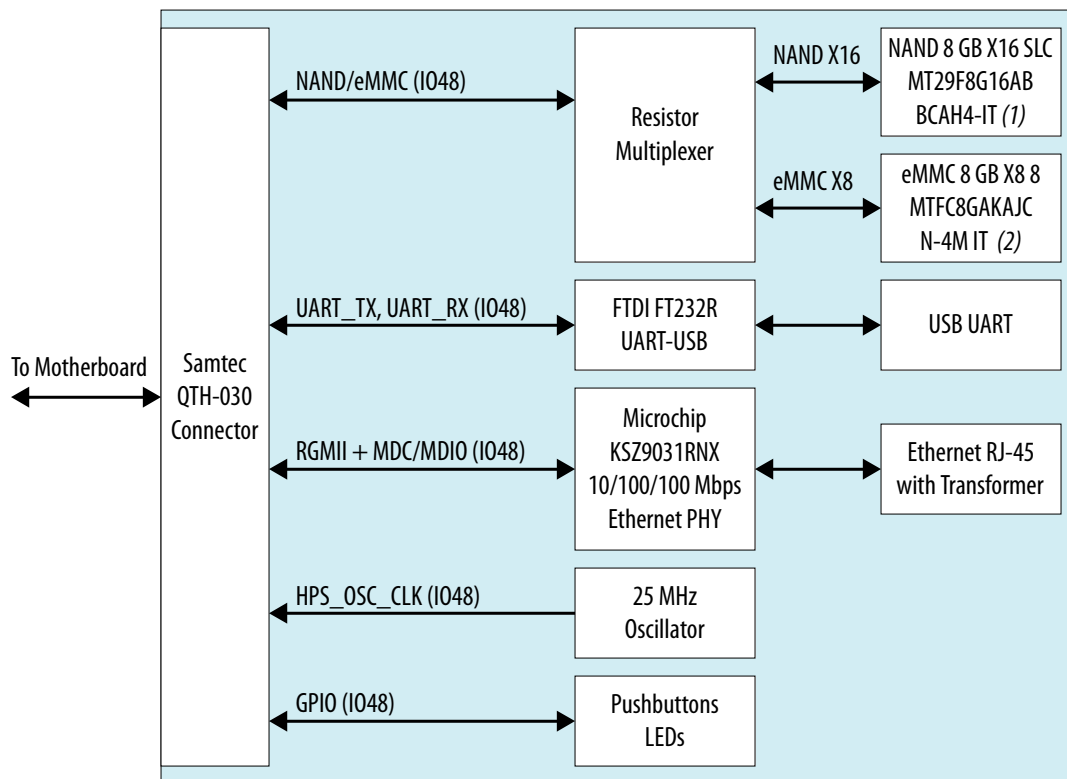 NAND/eMMC (IO48)
Resistor
Multiplexer
NAND X16
NAND 8 GB X16 SLC
MT29F8G16AB
BCAH4-IT (1)
eMMC X8
eMMC 8 GB X8 8
MTFC8GAKAJC
N-4M IT (2)
UART_TX, UART_RX (IO48)
FTDI FT232R
UART-USB
USB UART
To Motherboard
Samtec
QTH-030
Connector
RGMII + MDC/MDIO (IO48)
Microchip
KSZ9031RNX
10/100/100 Mbps
Ethernet PHY
Ethernet RJ-45
with Transformer
HPS_OSC_CLK (IO48)
25 MHz
Oscillator
GPIO (IO48)
Pushbuttons
LEDs